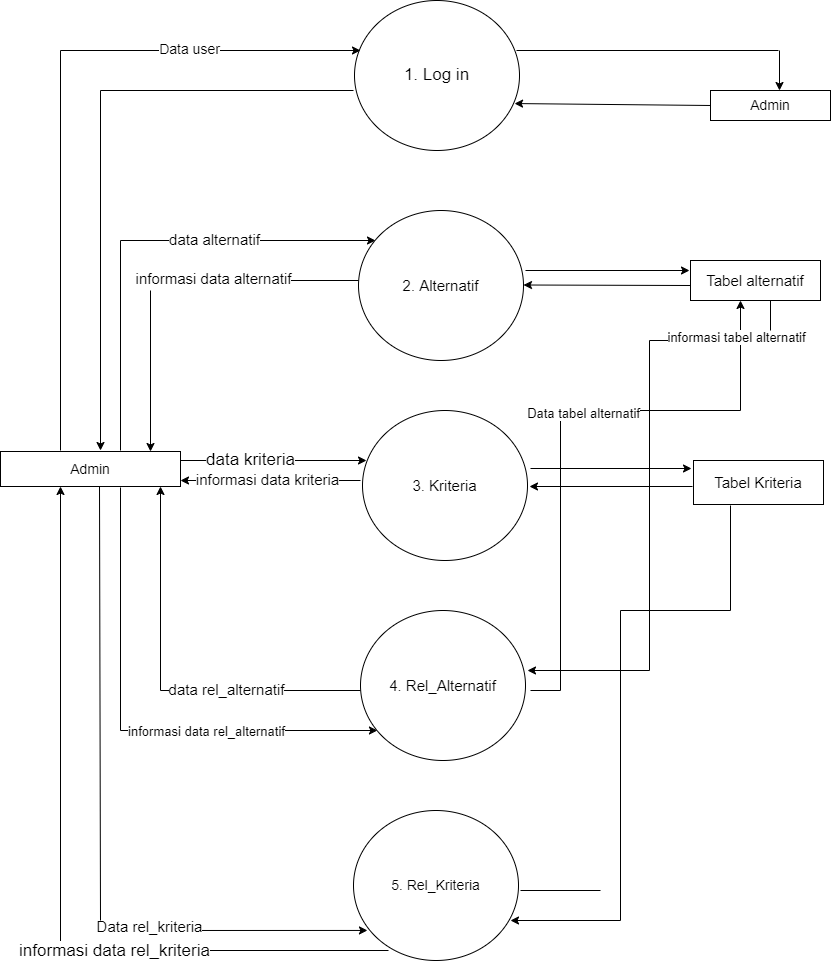 Data user
1. Log in
Admin
data alternatif
informasi data alternatif
2. Alternatif
Tabel alternatif
informasi tabel alternatif
Data tabel alternatif
Admin
data kriteria
informasi data kriteria
3. Kriteria
Tabel Kriteria
data rel_alternatif
4. Rel_Alternatif
informasi data rel_alternatif
5. Rel_Kriteria
Data rel_kriteria
informasi data rel_kriteria